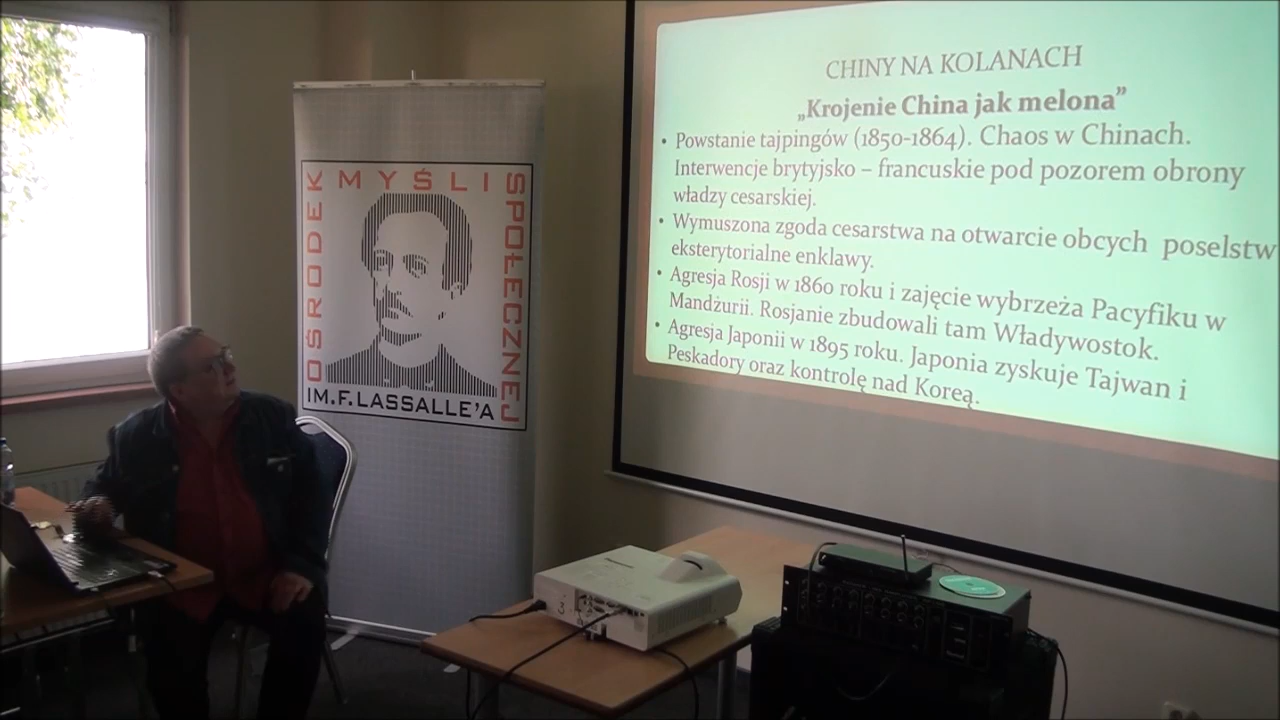 OŚRODEK MYŚLI SPOŁECZNEJ
IM. F. LASSALLE'A
CHINY NA KOLANACH
„Krojenie China jak melona”
• Powstanie tajpingów (1850-1864). Chaos w Chinach.
Interwencje brytyjsko – francuskie pod pozorem obrony
władzy cesarskiej.
• Wymuszona zgoda cesarstwa na otwarcie obcych poselstw
eksterytorialne enklawy.
• Agresja Rosji w 1860 roku i zajęcie wybrzeża Pacyfiku w
Mandżurii. Rosjanie zbudowali tam Władywostok.
• Agresja Japonii w 1895 roku. Japonia zyskuje Tajwan i
Peskadory oraz kontrolę nad Koreą.
3